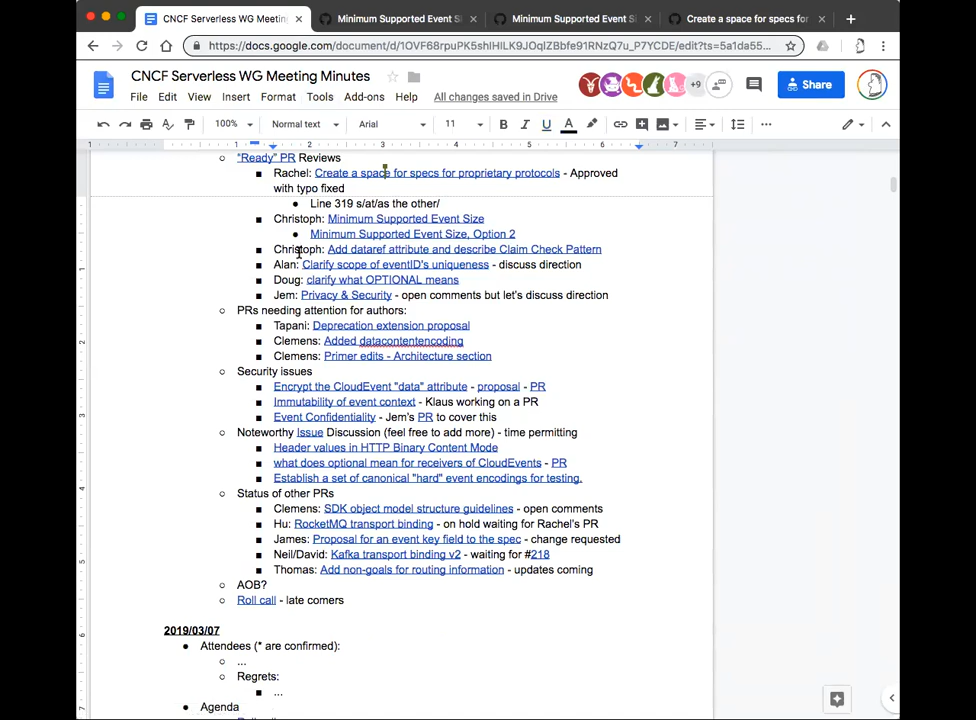 CNCF Serverless WG Meetin
Minimum Supported Event Si
Minimum Supported Event Si
Create a space for specs for
https://docs.google.com/document/d/1OVF68rpuPK5shIHILK9JOqIZBbfe91RNzQ7u_P7YCDE/edit?ts=5a1da55...
CNCF Serverless WG Meeting Minutes
+9
Share
File Edit View Insert Format Tools Add-ons Help All changes saved in Drive
100% Normal text Arial 11 B I U A
1 1 2 3 4 5 6 7
"Ready" PR Reviews
Rachel: Create a space for specs for proprietary protocols - Approved
with typo fixed
Line 319 s/at/as the other/
Christoph: Minimum Supported Event Size
Minimum Supported Event Size, Option 2
Christoph: Add dataref attribute and describe Claim Check Pattern
Alan: Clarify scope of eventID's uniqueness - discuss direction
Doug: clarify what OPTIONAL means
Jem: Privacy & Security - open comments but let's discuss direction
PRs needing attention for authors:
Tapani: Deprecation extension proposal
Clemens: Added datacontentencoding
Clemens: Primer edits - Architecture section
Security issues
Encrypt the CloudEvent "data" attribute - proposal - PR
Immutability of event context - Klaus working on a PR
Event Confidentiality - Jem's PR to cover this
Noteworthy Issue Discussion (feel free to add more) - time permitting
Header values in HTTP Binary Content Mode
what does optional mean for receivers of CloudEvents - PR
Establish a set of canonical "hard" event encodings for testing.
Status of other PRs
Clemens: SDK object model structure guidelines - open comments
Hu: RocketMQ transport binding - on hold waiting for Rachel's PR
James: Proposal for an event key field to the spec - change requested
Neil/David: Kafka transport binding v2 - waiting for #218
Thomas: Add non-goals for routing information - updates coming
AOB?
Roll call - late comers
2019/03/07
Attendees (* are confirmed):
...
Regrets:
...
Agenda